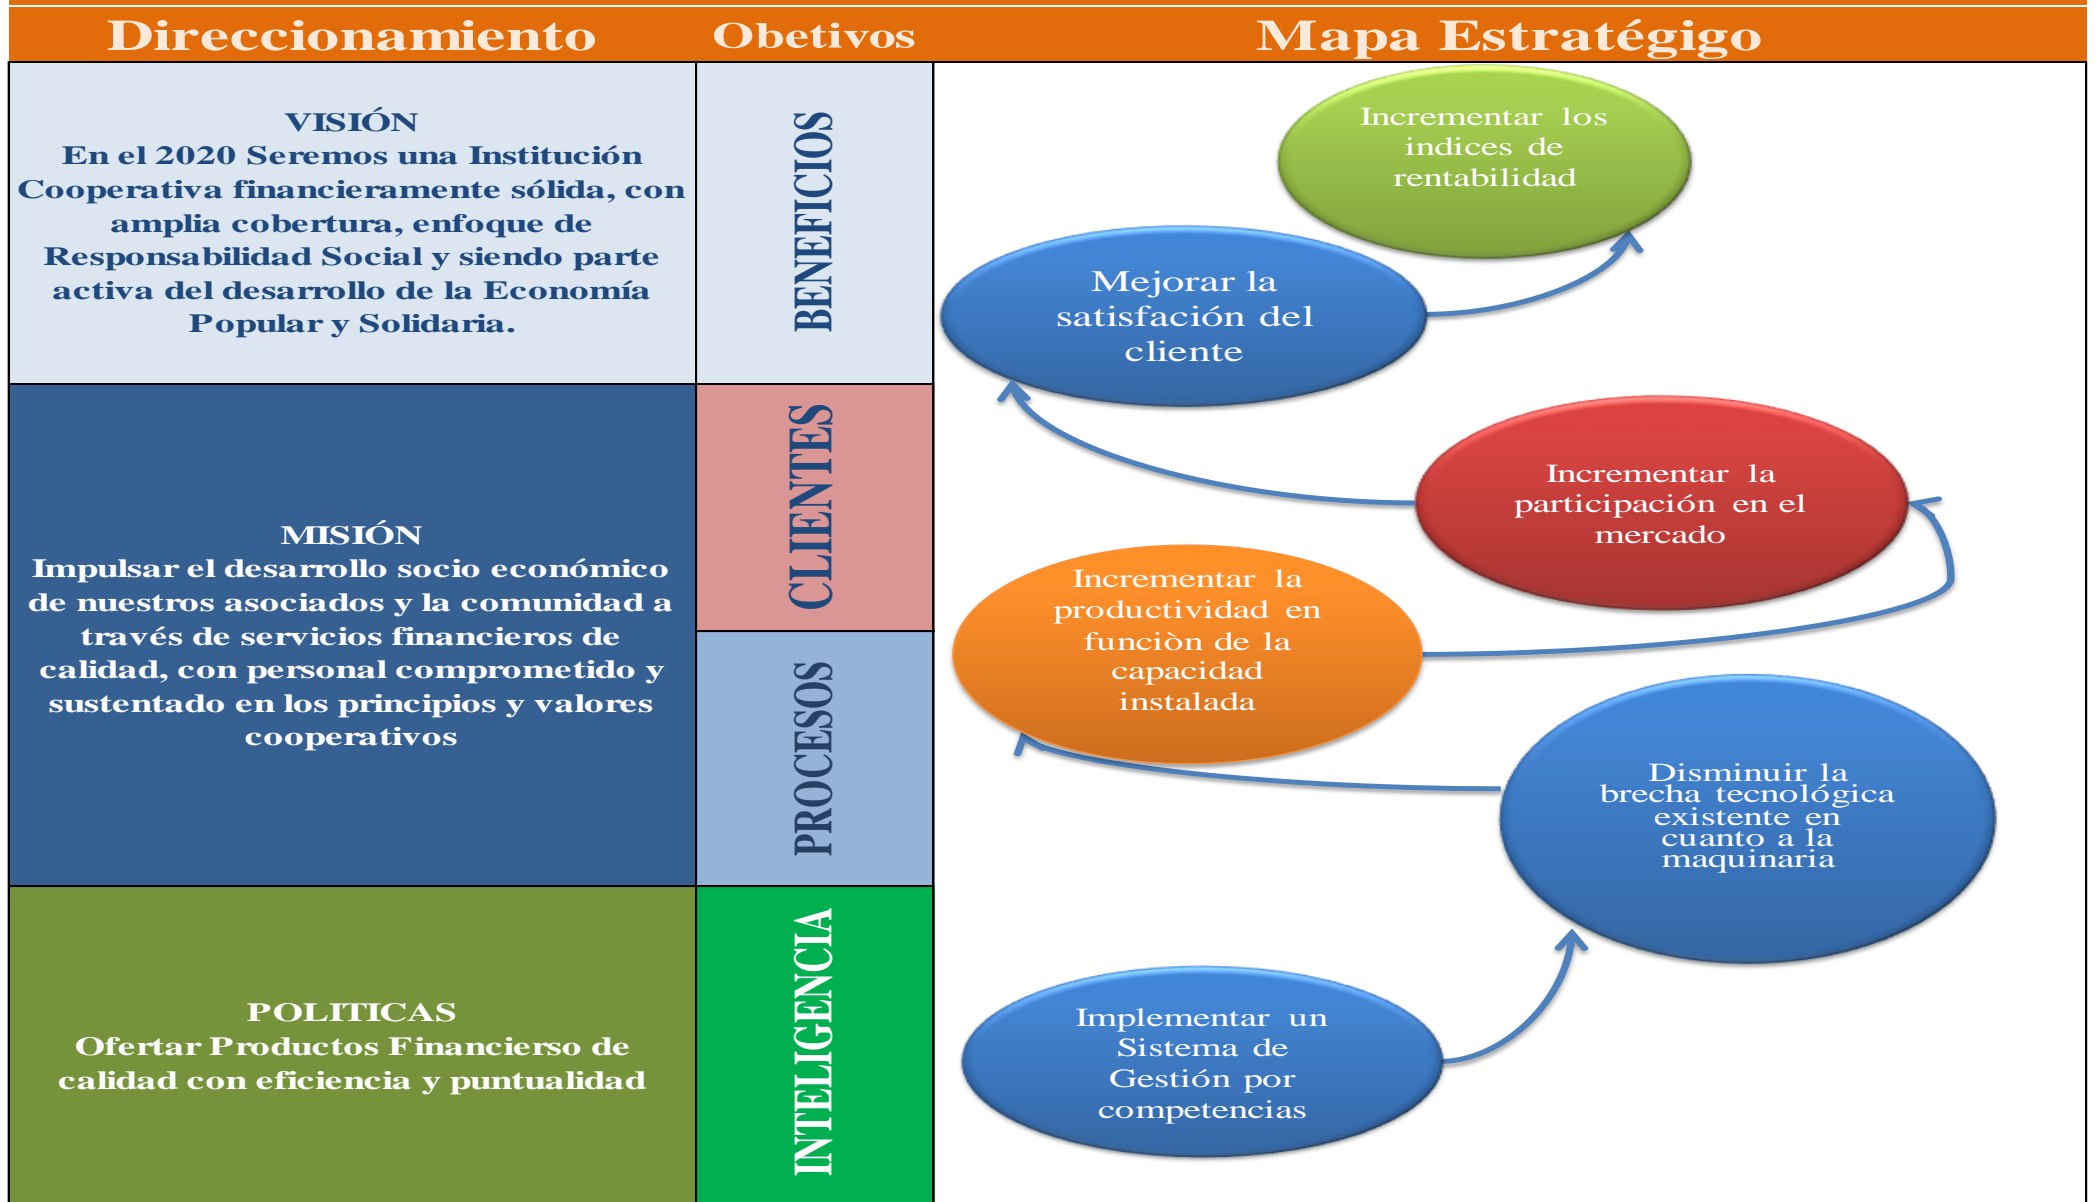 Direccionamiento
Obetivos
Mapa Estratégigo
VISIÓN
En el 2020 Seremos una Institución
Cooperativa financieramente sólida, con
amplia cobertura, enfoque de
Responsabilidad Social y siendo parte
activa del desarrollo de la Economía
Popular y Solidaria.
BENEFICIOS
Incrementar los
indices de
rentabilidad
Mejorar la
satisfación del
cliente
MISIÓN
Impulsar el desarrollo socio económico
de nuestros asociados y la comunidad a
través de servicios financieros de
calidad, con personal comprometido y
sustentado en los principios y valores
cooperativos
CLIENTES
Incrementar la
participación en el
mercado
PROCESOS
Incrementar la
productividad en
funciòn de la
capacidad
instalada
Disminuir la
brecha tecnológica
existente en
cuanto a la
maquinaria
POLITICAS
Ofertar Productos Financierso de
calidad con eficiencia y puntualidad
INTELIGENCIA
Implementar un
Sistema de
Gestión por
competencias